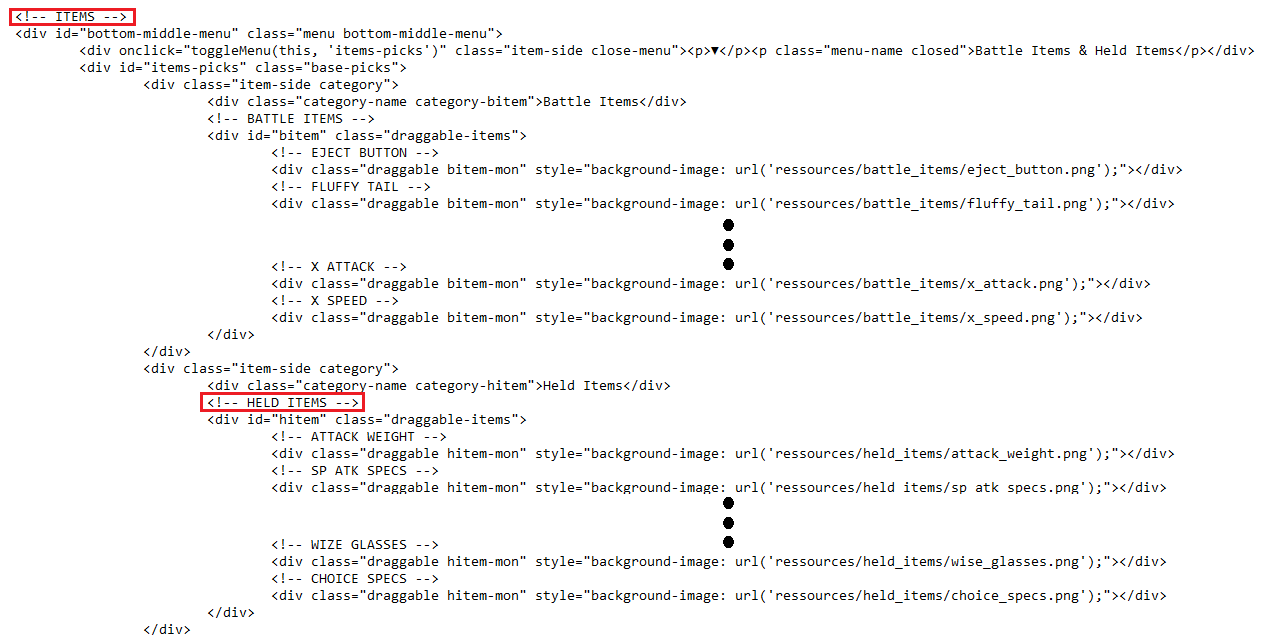 <!-- ITEMS -->
<div id="bottom-middle-menu" class="menu bottom-middle-menu">
<div onclick="toggleMenu(this, 'items-picks')" class="item-side close-menu"><p>▼</p><p class="menu-name closed">Battle Items & Held Items</p></div>
<div id="items-picks" class="base-picks">
<div class="item-side category">
<div class="category-name category-bitem">Battle Items</div>
<!-- BATTLE ITEMS -->
<div id="bitem" class="draggable-items">
<!-- EJECT BUTTON -->
<div class="draggable bitem-mon" style="background-image: url('ressources/battle_items/eject_button.png');"></div>
<!-- FLUFFY TAIL -->
<div class="draggable bitem-mon" style="background-image: url('ressources/battle_items/fluffy_tail.png');"></div>
<!-- X ATTACK -->
<div class="draggable bitem-mon" style="background-image: url('ressources/battle_items/x_attack.png');"></div>
<!-- X SPEED -->
<div class="draggable bitem-mon" style="background-image: url('ressources/battle_items/x_speed.png');"></div>
</div>
</div>
<div class="item-side category">
<div class="category-name category-hitem">Held Items</div>
<!-- HELD ITEMS -->
<div id="hitem" class="draggable-items">
<!-- ATTACK WEIGHT -->
<div class="draggable hitem-mon" style="background-image: url('ressources/held_items/attack_weight.png');"></div>
<!-- SP ATK SPECS -->
<div class="draggable hitem-mon" style="background-image: url('ressources/held items/sp atk specs.png');"></div>
<!-- WIZE GLASSES -->
<div class="draggable hitem-mon" style="background-image: url('ressources/held_items/wise_glasses.png');"></div>
<!-- CHOICE SPECS -->
<div class="draggable hitem-mon" style="background-image: url('ressources/held_items/choice_specs.png');"></div>
</div>
</div>